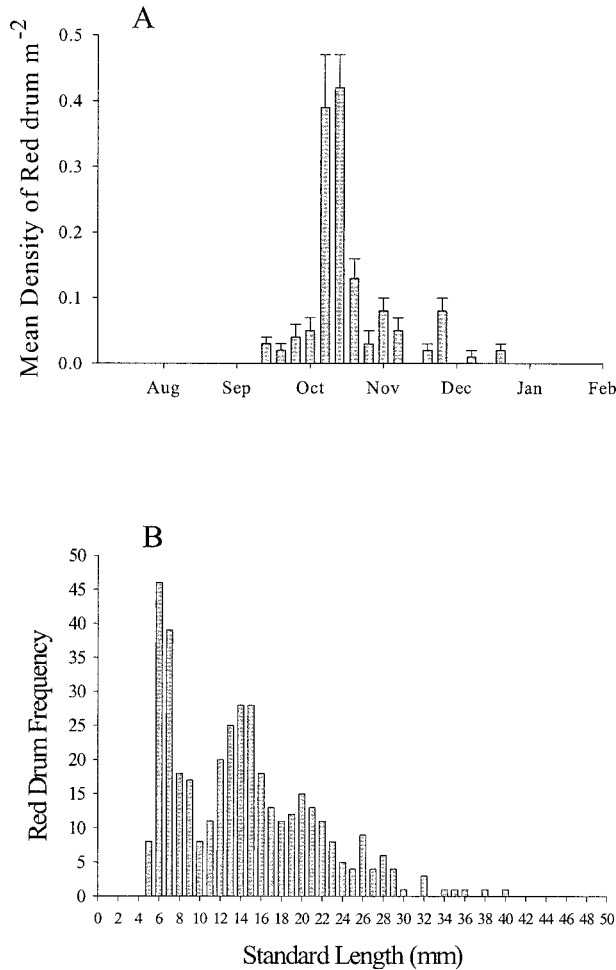 A
Mean Density of Red drum m-2
0.5
0.4
0.3
0.2
0.1
0.0
Aug Sep Oct Nov Dec Jan Feb
B
Red Drum Frequency
50
45
40
35
30
25
20
15
10
5
0
0 2 4 6 8 10 12 14 16 18 20 22 24 26 28 30 32 34 36 38 40 42 44 46 48 50
Standard Length (mm)